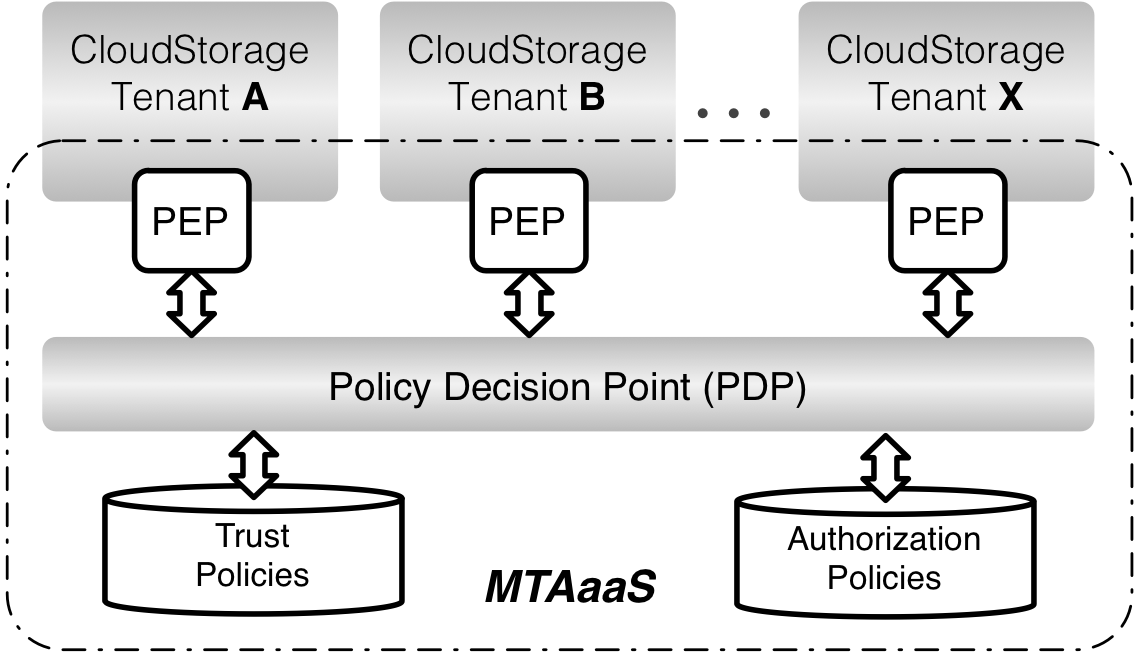 CloudStorage
Tenant A
CloudStorage
Tenant B
. . .
CloudStorage
Tenant X
PEP
PEP
PEP
Policy Decision Point (PDP)
Trust
Policies
MTAaaS
Authorization
Policies